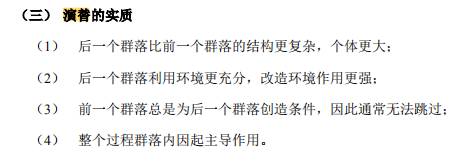 （三） 演替的实质
（1） 后一个群落比前一个群落的结构更复杂，个体更大；
（2） 后一个群落利用环境更充分，改造环境作用更强；
（3） 前一个群落总是为后一个群落创造条件，因此通常无法跳过；
（4） 整个过程群落内因起主导作用。